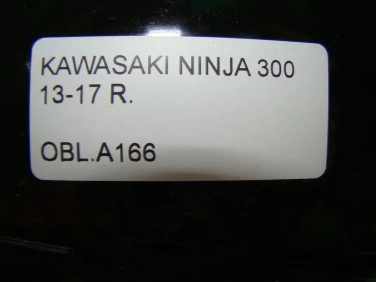 KAWASAKI NINJA 300
13-17 R.
OBL.A166